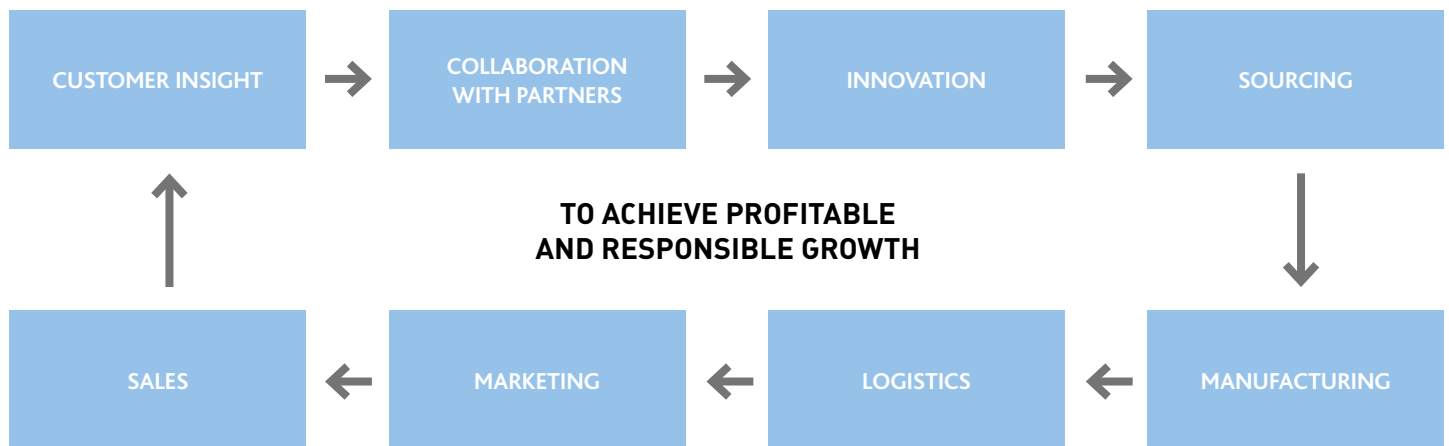 CUSTOMER INSIGHT
COLLABORATION
WITH PARTNERS
INNOVATION
SOURCING
TO ACHIEVE PROFITABLE
AND RESPONSIBLE GROWTH
SALES
MARKETING
LOGISTICS
MANUFACTURING